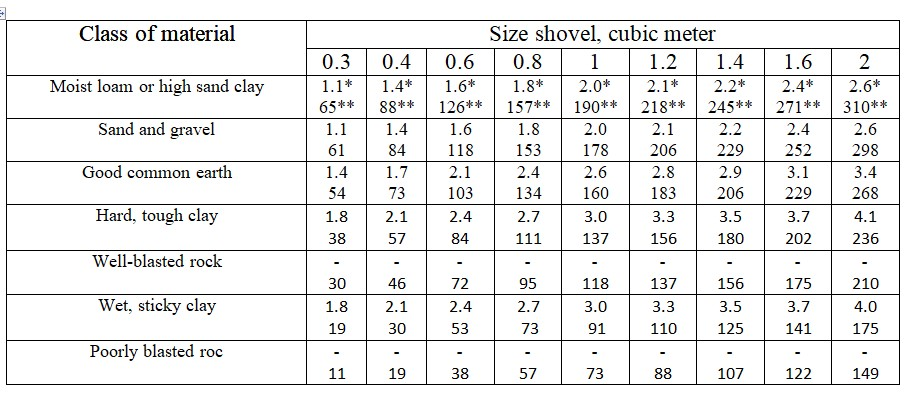 Class of material Size shovel, cubic meter
0.3 0.4 0.6 0.8 1 1.2 1.4 1.6 2
Moist loam or high sand clay 1.1* 1.4* 1.6* 1.8* 2.0* 2.1* 2.2* 2.4* 2.6*
65** 88** 126** 157** 190** 218** 245** 271** 310**
Sand and gravel 1.1 1.4 1.6 1.8 2.0 2.1 2.2 2.4 2.6
61 84 118 153 178 206 229 252 298
Good common earth 1.4 1.7 2.1 2.4 2.6 2.8 2.9 3.1 3.4
54 73 103 134 160 183 206 229 268
Hard, tough clay 1.8 2.1 2.4 2.7 3.0 3.3 3.5 3.7 4.1
38 57 84 111 137 156 180 202 236
Well-blasted rock - - - - - - - - -
30 46 72 95 118 137 156 175 210
Wet, sticky clay 1.8 2.1 2.4 2.7 3.0 3.3 3.5 3.7 4.0
19 30 53 73 91 110 125 141 175
Poorly blasted roc - - - - - - - - -
11 19 38 57 73 88 107 122 149